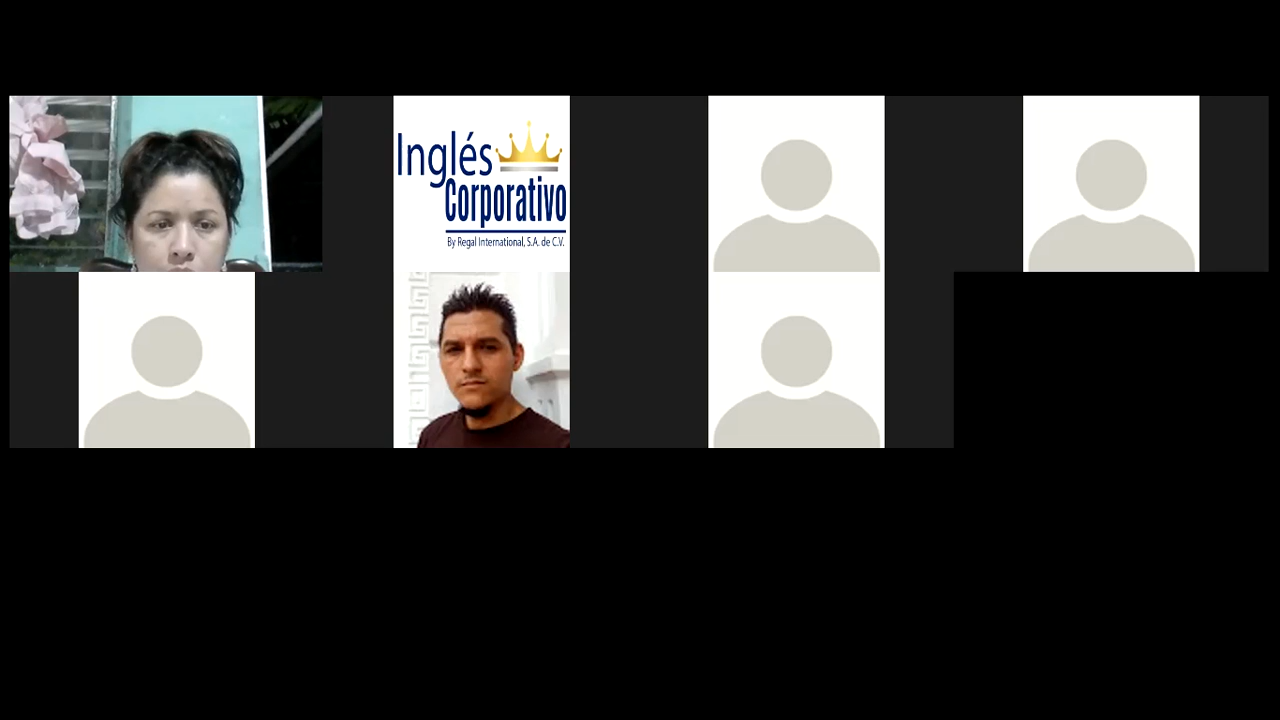 Inglés
Corporativo
By Regal International, S.A. de C.V.